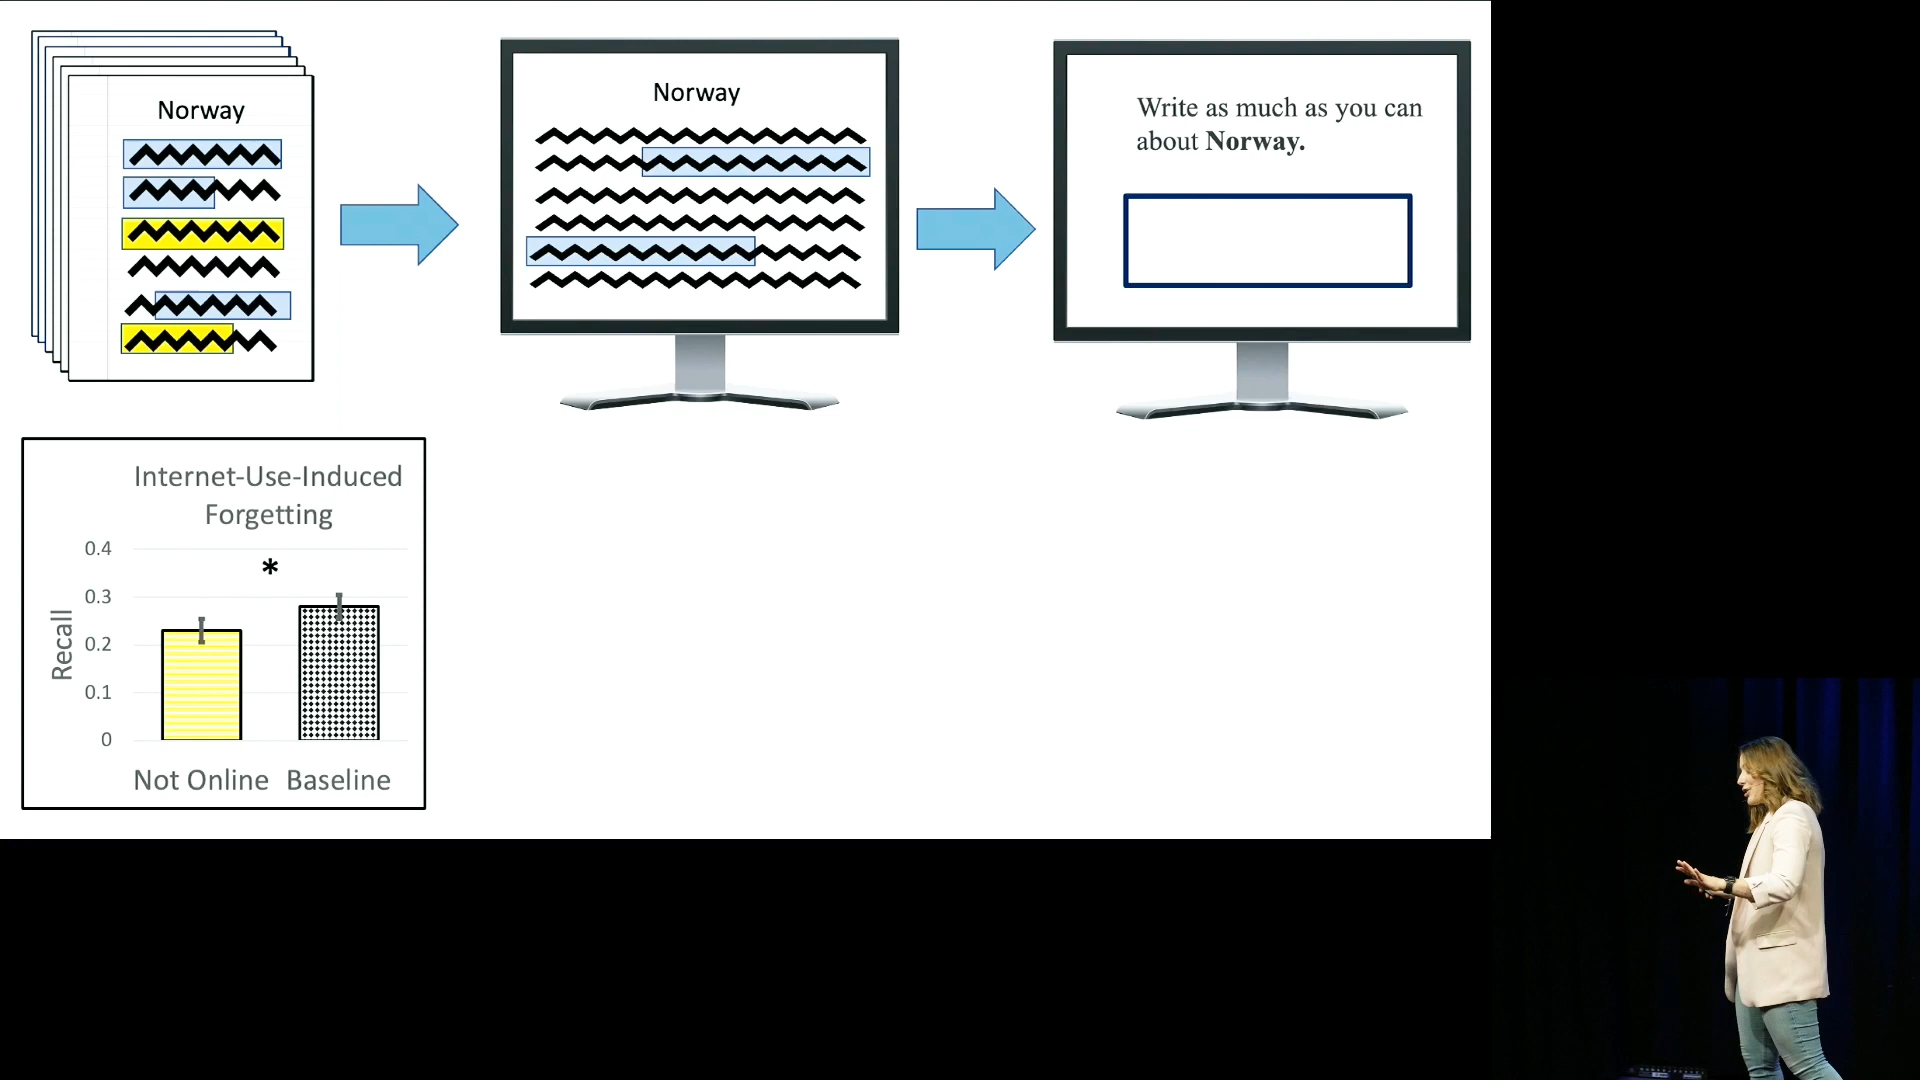 Norway
Norway
Write as much as you can
about Norway.
Internet-Use-Induced
Forgetting
*
0.4
0.3
0.2
0.1
0
Recall
Not Online Baseline